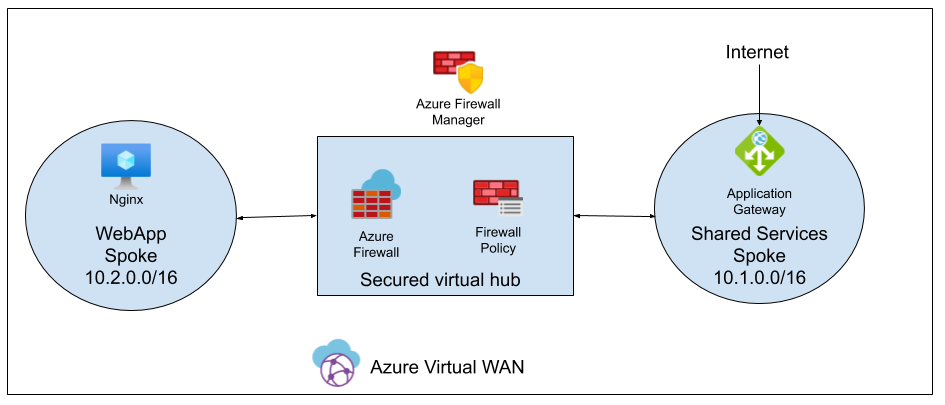 Internet
Azure Firewall
Manager
Nginx
WebApp
Spoke
10.2.0.0/16
Azure
Firewall
Firewall
Policy
Secured virtual hub
Application
Gateway
Shared Services
Spoke
10.1.0.0/16
Azure Virtual WAN